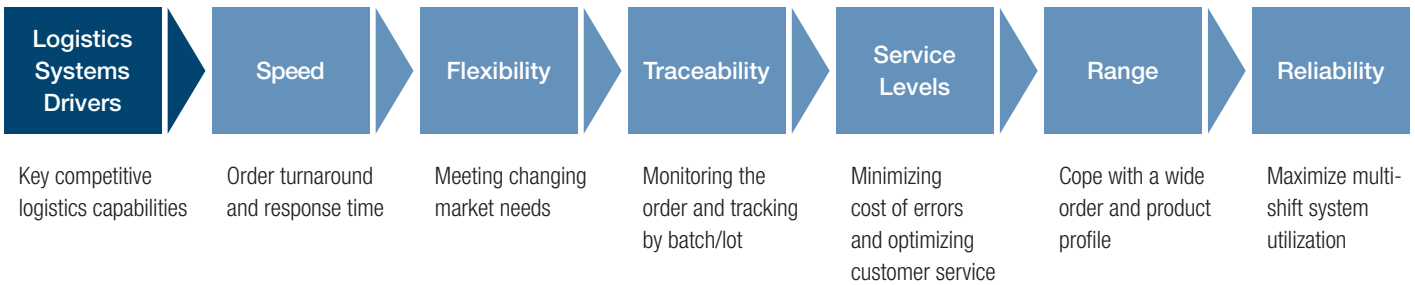 Logistics
Systems
Drivers
Speed
Flexibility
Traceability
Service
Levels
Range
Reliability
Key competitive
logistics capabilities
Order turnaround
and response time
Meeting changing
market needs
Monitoring the
order and tracking
by batch/lot
Minimizing
cost of errors
and optimizing
customer service
Cope with a wide
order and product
profile
Maximize multi-
shift system
utilization